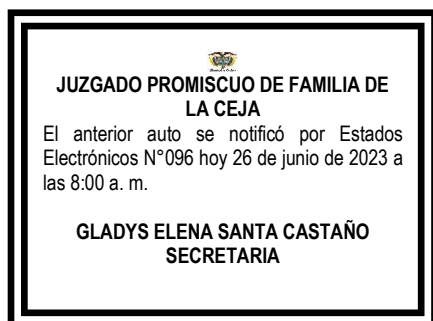 JUZGADO PROMISCUO DE FAMILIA DE
LA CEJA
El anterior auto se notificó por Estados
Electrónicos N°096 hoy 26 de junio de 2023 a
las 8:00 a. m.
GLADYS ELENA SANTA CASTAÑO
SECRETARIA